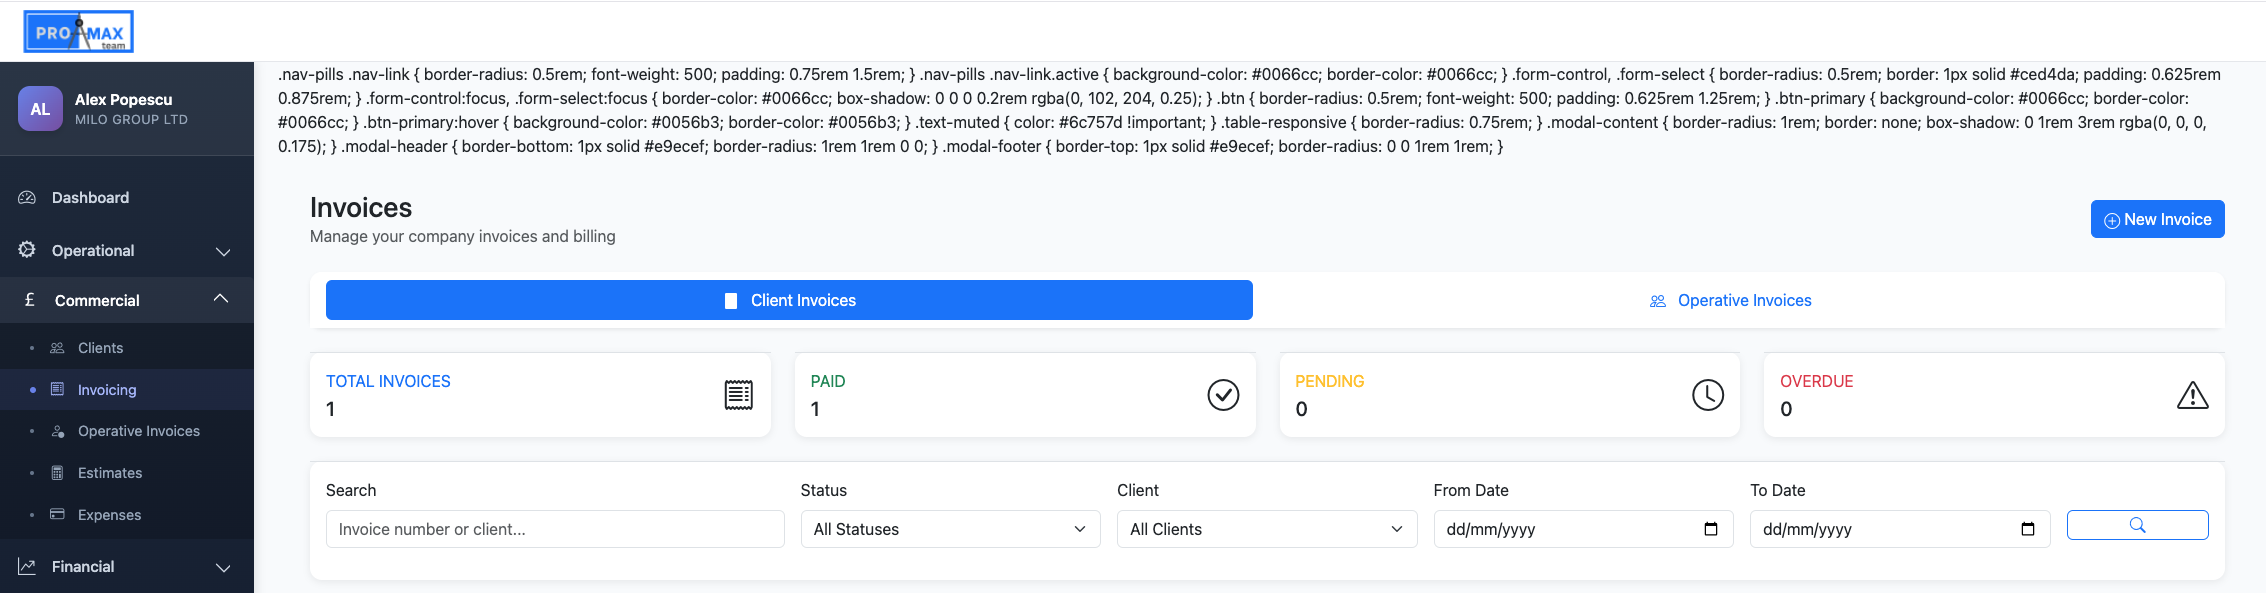 PRO MAX
team
AL
Alex Popescu
MILO GROUP LTD
Dashboard
Operational
£ Commercial
Clients
Invoicing
Operative Invoices
Estimates
Expenses
Financial
.nav-pills .nav-link { border-radius: 0.5rem; font-weight: 500; padding: 0.75rem 1.5rem; } .nav-pills .nav-link.active { background-color: #0066cc; border-color: #0066cc; } .form-control, .form-select { border-radius: 0.5rem; border: 1px solid #ced4da; padding: 0.625rem
0.875rem; } .form-control:focus, .form-select:focus { border-color: #0066cc; box-shadow: 0 0 0 0.2rem rgba(0, 102, 204, 0.25); } .btn { border-radius: 0.5rem; font-weight: 500; padding: 0.625rem 1.25rem; } .btn-primary { background-color: #0066cc; border-color:
#0066cc; } .btn-primary:hover { background-color: #0056b3; border-color: #0056b3; } .text-muted { color: #6c757d !important; } .table-responsive { border-radius: 0.75rem; } .modal-content { border-radius: 1rem; border: none; box-shadow: 0 1rem 3rem rgba(0, 0, 0,
0.175); } .modal-header { border-bottom: 1px solid #e9ecef; border-radius: 1rem 1rem 0 0; } .modal-footer { border-top: 1px solid #e9ecef; border-radius: 0 0 1rem 1rem; }
Invoices
Manage your company invoices and billing
New Invoice
Client Invoices
Operative Invoices
TOTAL INVOICES
1
PAID
1
PENDING
0
OVERDUE
0
Search
Invoice number or client...
Status
All Statuses
Client
All Clients
From Date
dd/mm/yyyy
To Date
dd/mm/yyyy